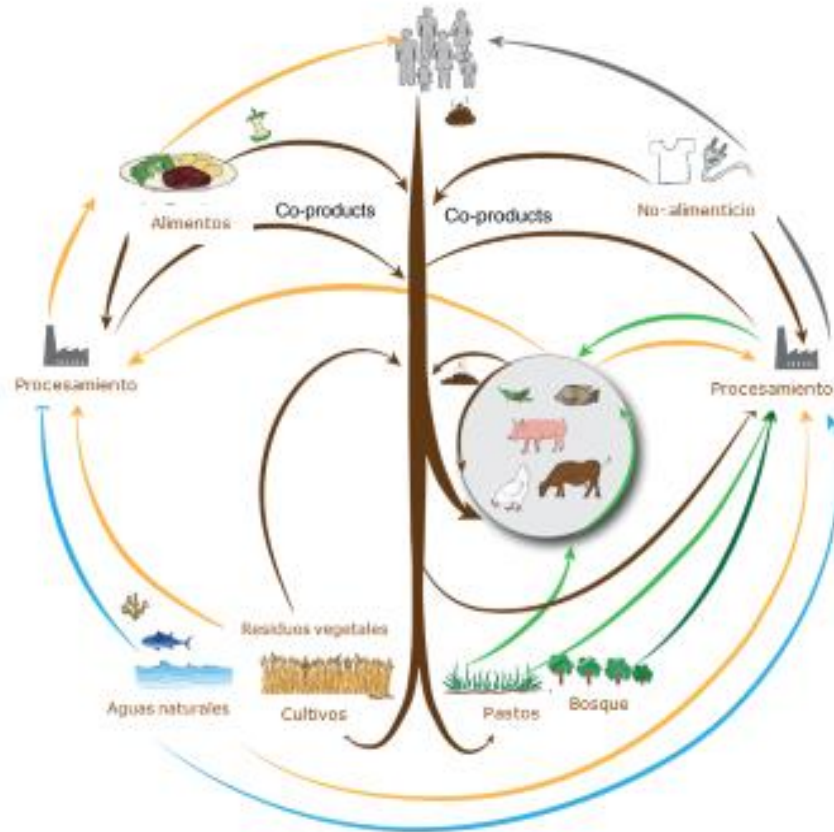 Alimentos
Co-products
Co-products
No-alimenticio
Procesamiento
Procesamiento
Residuos vegetales
Aguas naturales
Cultivos
Pastos
Bosque